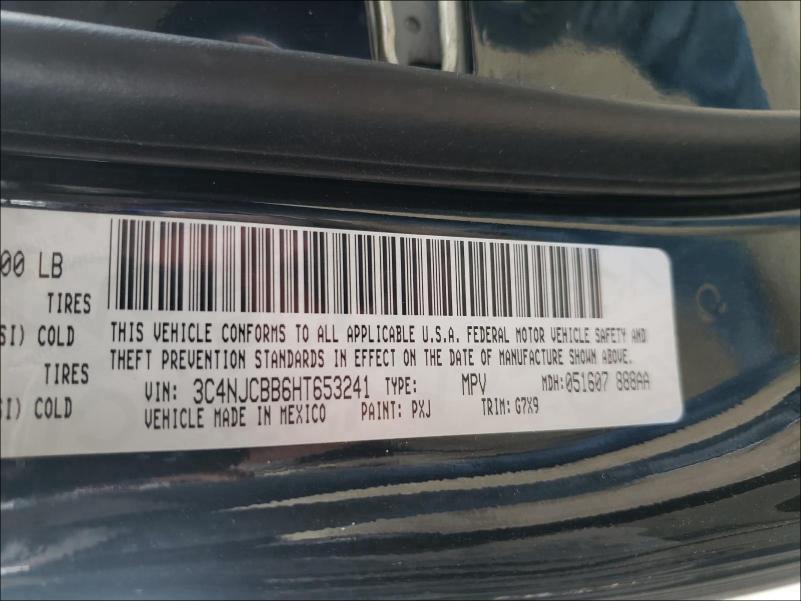 00 LB
TIRES
SI) COLD
TIRES
SI) COLD
THIS VEHICLE CONFORMS TO ALL APPLICABLE U.S.A. FEDERAL MOTOR VEHICLE SAFETY AND
THEFT PREVENTION STANDARDS IN EFFECT ON THE DATE OF MANUFACTURE SHOWN ABOVE.
VIN: 3C4NJCBB6HT653241 TYPE: MPV MDH:051607 888AA
VEHICLE MADE IN MEXICO PAINT: PXJ TRIM: G7X9